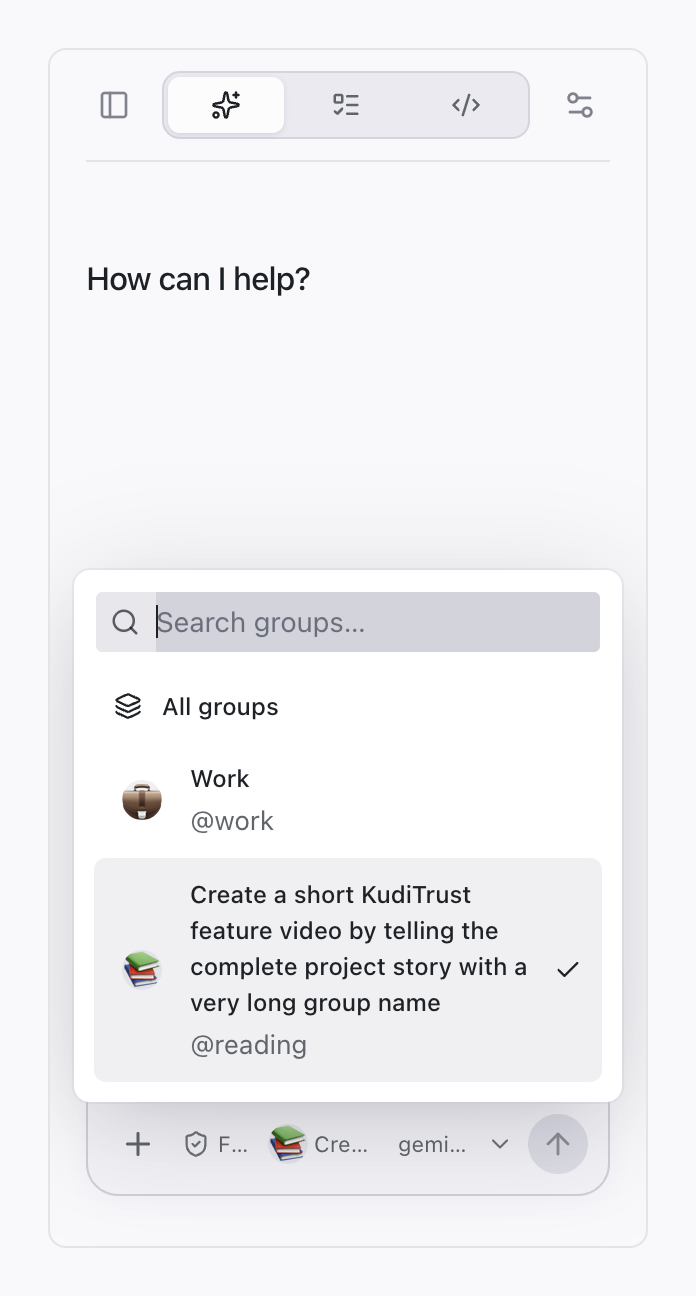 How can I help?
Search groups...
All groups
Work
@work
Create a short KudiTrust
feature video by telling the
complete project story with a
very long group name
@reading
F...
Cre...
gemi...